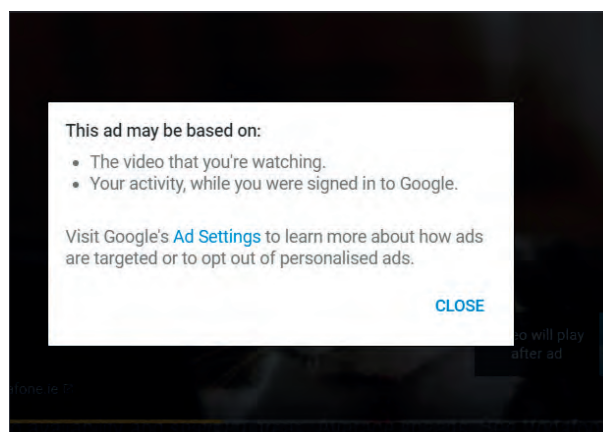 This ad may be based on:
• The video that you're watching.
• Your activity, while you were signed in to Google.
Visit Google's Ad Settings to learn more about how ads
are targeted or to opt out of personalised ads.
CLOSE
will play
after ad